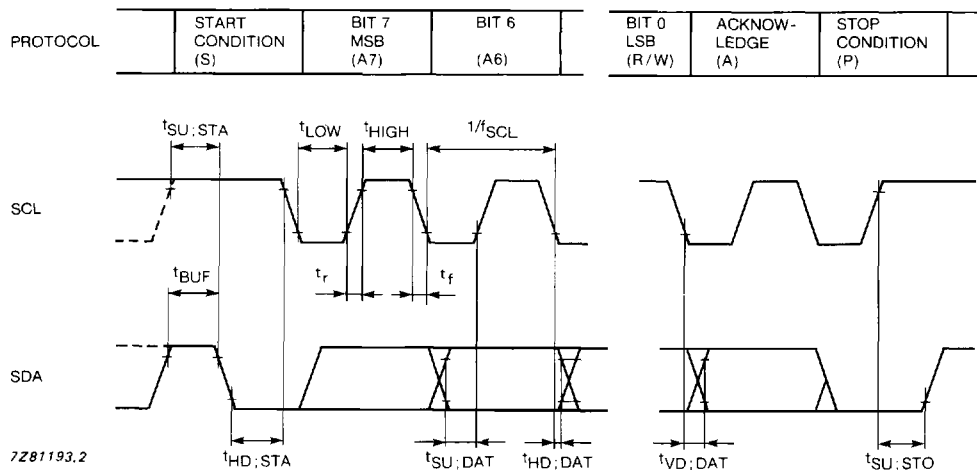 PROTOCOL
START
CONDITION
(S)
BIT 7
MSB
(A7)
BIT 6
(A6)
BIT 0
LSB
(R/W)
ACKNOW-
LEDGE
(A)
STOP
CONDITION
(P)
tSU;STA
tLOW
tHIGH
1/fSCL
SCL
tBUF
tr
tf
SDA
tHD;STA
tSU;DAT
tHD;DAT
tVD;DAT
tSU;STO
7Z81193.2